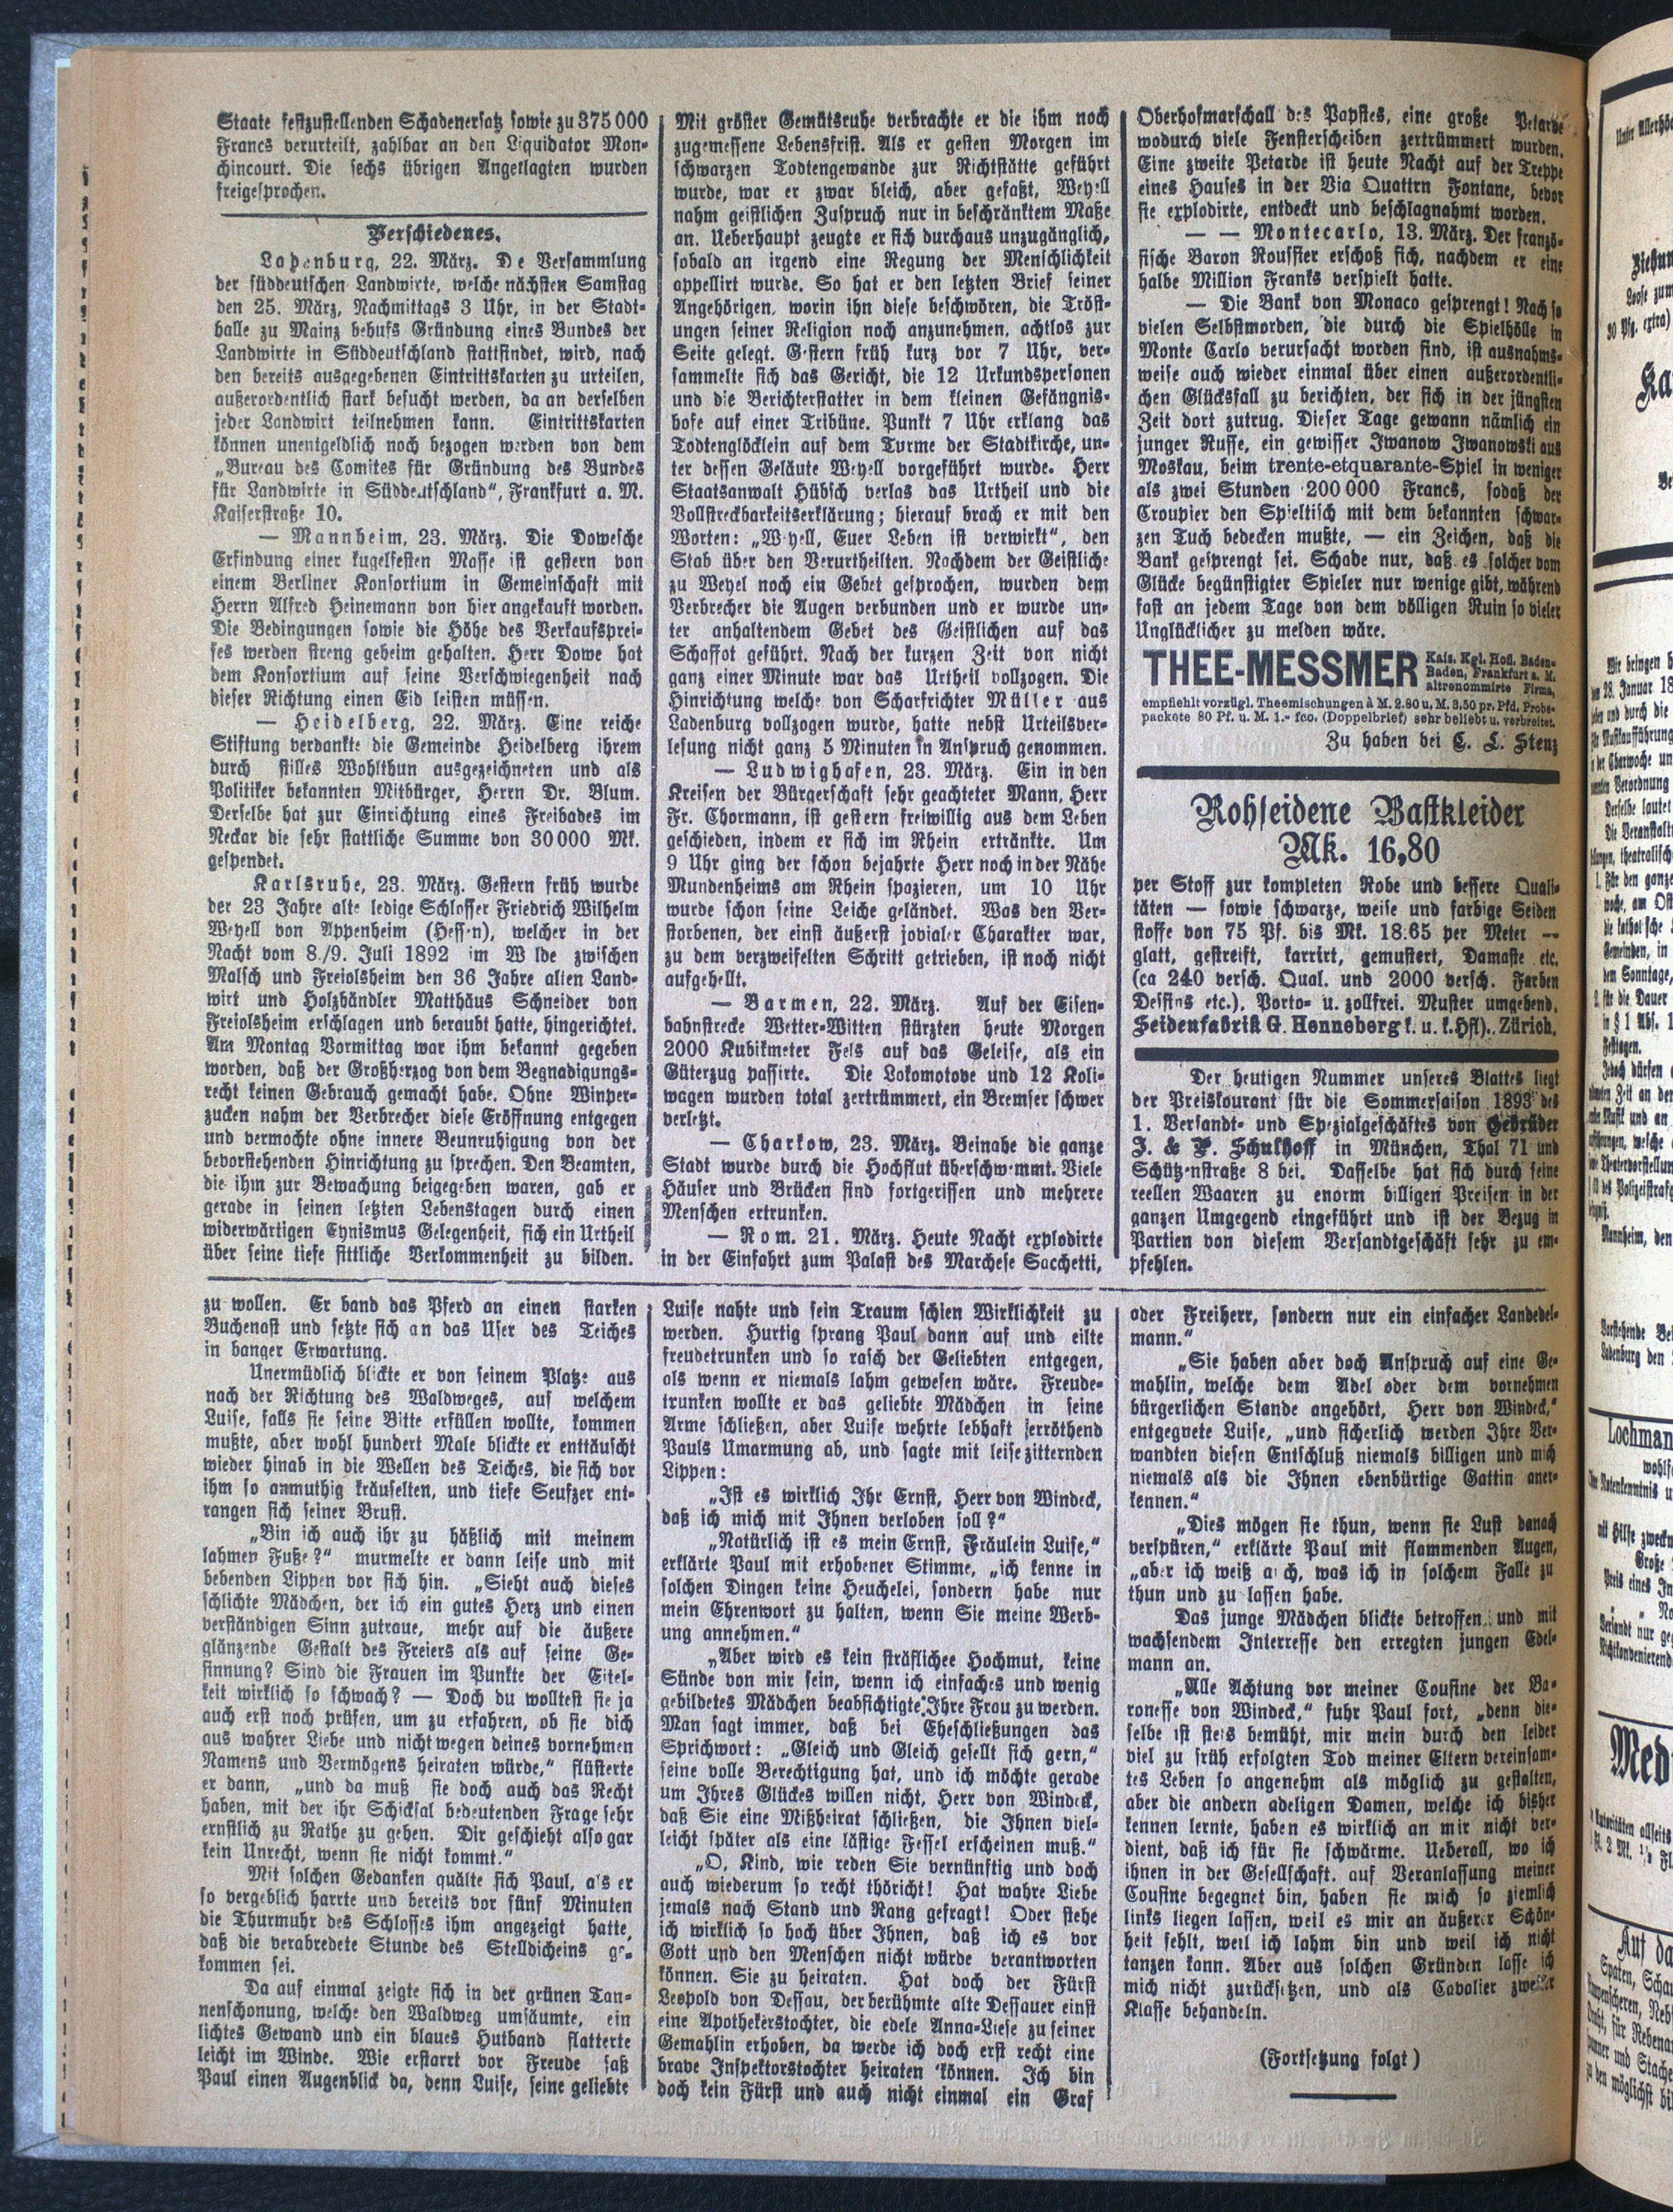 Staate festzustellenden Schadenersatz sowie zu 375 000
Francs verurteilt, zahlbar an den Liquidator Mon-
chincourt. Die sechs übrigen Angeklagten wurden
freigesprochen.
Verschiedenes.
Ladenburg, 22. März. De Versammlung
der süddeutschen Landwirte, welche nächsten Samstag
den 25. März, Nachmittags 3 Uhr, in der Stadt-
halle zu Mainz behufs Gründung eines Bundes der
Landwirte in Süddeutschland stattfindet, wird, nach
den bereits ausgegebenen Eintrittskarten zu urteilen,
außerordentlich stark besucht werden, da an derselben
jeder Landwirt teilnehmen kann. Eintrittskarten
können unentgeldlich noch bezogen werden von dem
„Bureau des Comites für Gründung des Bundes
für Landwirte in Süddeutschland“, Frankfurt a. M.
Kaiserstraße 10.
— Mannheim, 23. März. Die Dowesche
Erfindung einer kugelfesten Masse ist gestern von
einem Berliner Konsortium in Gemeinschaft mit
Herrn Alfred Heinemann von hier angekauft worden.
Die Bedingungen sowie die Höhe des Verkaufsprei-
ses werden streng geheim gehalten. Herr Dowe hat
dem Konsortium auf seine Verschwiegenheit nach
dieser Richtung einen Eid leisten müssen.
— Heidelberg, 22. März. Eine reiche
Stiftung verdankte die Gemeinde Heidelberg ihrem
durch stilles Wohlthun ausgezeichneten und als
Politiker bekannten Mitbürger, Herrn Dr. Blum.
Derselbe hat zur Einrichtung eines Freibades im
Neckar die sehr stattliche Summe von 30 000 Mk.
gespendet.
Karlsruhe, 23. März. Gestern früh wurde
der 23 Jahre alte ledige Schlosser Friedrich Wilhelm
Weyell von Appenheim (Hessen), welcher in der
Nacht vom 8./9. Juli 1892 im W lde zwischen
Malsch und Freiolsheim den 36 Jahre alten Land-
wirt und Holzhändler Matthäus Schneider von
Freiolsheim erschlagen und beraubt hatte, hingerichtet.
Am Montag Vormittag war ihm bekannt gegeben
worden, daß der Großherzog von dem Begnadigungs-
recht keinen Gebrauch gemacht habe. Ohne Winper-
zucken nahm der Verbrecher diese Eröffnung entgegen
und vermochte ohne innere Beunruhigung von der
bevorstehenden Hinrichtung zu sprechen. Den Beamten,
die ihm zur Bewachung beigegeben waren, gab er
gerade in seinen letzten Lebenstagen durch einen
widerwärtigen Cynismus Gelegenheit, sich ein Urtheil
über seine tiefe sittliche Verkommenheit zu bilden.
Mit größter Gemütsruhe verbrachte er die ihm noch
zugemessene Lebensfrist. Als er gesten Morgen im
schwarzen Todtengewande zur Richtstätte geführt
wurde, war er zwar bleich, aber gefaßt, Weyell
nahm geistlichen Zuspruch nur in beschränktem Maße
an. Ueberhaupt zeugte er sich durchaus unzugänglich,
sobald an irgend eine Regung der Menschlichkeit
appellirt wurde. So hat er den letzten Brief seiner
Angehörigen, worin ihn diese beschwören, die Tröst-
ungen seiner Religion noch anzunehmen, achtlos zur
Seite gelegt. Gestern früh kurz vor 7 Uhr, ver-
sammelte sich das Gericht, die 12 Urkundspersonen
und die Berichterstatter in dem kleinen Gefängnis-
hofe auf einer Tribüne. Punkt 7 Uhr erklang das
Todtenglöcklein auf dem Turme der Stadtkirche, un-
ter dessen Geläute Weyell vorgeführt wurde. Herr
Staatsanwalt Hübsch verlas das Urtheil und die
Vollstreckbarkeitserklärung; hierauf brach er mit den
Worten: „Weyell, Euer Leben ist verwirkt“, den
Stab über den Verurtheilten. Nachdem der Geistliche
zu Weyel noch ein Gebet gesprochen, wurden dem
Verbrecher die Augen verbunden und er wurde un-
ter anhaltendem Gebet des Geistlichen auf das
Schaffot geführt. Nach der kurzen Zeit von nicht
ganz einer Minute war das Urtheil vollzogen. Die
Hinrichtung welche von Scharfrichter Müller aus
Ladenburg vollzogen wurde, hatte nebst Urteilsver-
lesung nicht ganz 5 Minuten in Anspruch genommen.
— Ludwighafen, 23. März. Ein in den
Kreisen der Bürgerschaft sehr geachteter Mann, Herr
Fr. Chormann, ist gestern freiwillig aus dem Leben
geschieden, indem er sich im Rhein ertränkte. Um
9 Uhr ging der schon bejahrte Herr noch in der Nähe
Mundenheims am Rhein spazieren, um 10 Uhr
wurde schon seine Leiche geländet. Was den Ver-
storbenen, der einst äußerst jovialer Charakter war,
zu dem verzweifelten Schritt getrieben, ist noch nicht
aufgehellt.
— Barmen, 22. März. Auf der Eisen-
bahnstrecke Wetter-Witten stürzten heute Morgen
2000 Kubikmeter Fels auf das Geleise, als ein
Güterzug passirte. Die Lokomotove und 12 Koli-
wagen wurden total zertrümmert, ein Bremser schwer
verletzt.
— Charkow, 23. März. Beinahe die ganze
Stadt wurde durch die Hochflut überschwemmt. Viele
Häuser und Brücken sind fortgerissen und mehrere
Menschen ertrunken.
— Rom. 21. März. Heute Nacht explodirte
in der Einfahrt zum Palast des Marchese Sacchetti,
Oberhofmarschall des Papstes, eine große Petarde
wodurch viele Fensterscheiben zertrümmert wurden.
Eine zweite Petarde ist heute Nacht auf der Treppe
eines Hauses in der Via Quattrn Fontane, bevor
sie explodirte, entdeckt und beschlagnahmt worden.
— — Montecarlo, 13. März. Der franzö-
sische Baron Roussier erschoß sich, nachdem er eine
halbe Million Franks verspielt hatte.
— Die Bank von Monaco gesprengt! Nach so
vielen Selbstmorden, die durch die Spielhölle in
Monte Carlo verursacht worden sind, ist ausnahms-
weise auch wieder einmal über einen außerordentli-
chen Glücksfall zu berichten, der sich in der jüngsten
Zeit dort zutrug. Dieser Tage gewann nämlich ein
junger Russe, ein gewisser Iwanow Iwanowski aus
Moskau, beim trente-etquarante-Spiel in weniger
als zwei Stunden 200 000 Francs, sodaß der
Croupier den Spieltisch mit dem bekannten schwar-
zen Tuch bedecken mußte, — ein Zeichen, daß die
Bank gesprengt sei. Schade nur, daß es solcher vom
Glücke begünstigter Spieler nur wenige gibt, während
fast an jedem Tage von dem völligen Ruin so vieler
Unglücklicher zu melden wäre.
THEE-MESSMER Kais. Kgl. Hofl. Baden-
Baden, Frankfurt a. M.
altrenommirte Firma,
empfiehlt vorzügl. Theemischungen à M. 2.80 u, M. 3.50 pr. Pfd, Probe-
packete 80 Pf. u. M. 1.- fco. (Doppelbrief) sehr beliebt u. verbreitet.
Zu haben bei C. L. Stenz
Rohseidene Bastkleider
Mk. 16,80
per Stoff zur kompleten Robe und bessere Quali-
täten — sowie schwarze, weise und farbige Seiden
stoffe von 75 Pf. bis Mk. 18.65 per Meter —
glatt, gestreift, karrirt, gemustert, Damaste etc.
(ca 240 versch. Qual. und 2000 versch. Farben
Dessins etc.). Porto- u. zollfrei. Muster umgehend.
Seidenfabrik G. Henneberg k. u. k. Hfl)., Zürich.
Der heutigen Nummer unseres Blattes liegt
der Preiskourant für die Sommersaison 1893 des
1. Versandt- und Spezialgeschäftes von Gebrüder
J. & P. Schulhoff in München, Thal 71 und
Schützenstraße 8 bei. Dasselbe hat sich durch seine
reellen Waaren zu enorm billigen Preisen in der
ganzen Umgegend eingeführt und ist der Bezug in
Partien von diesem Versandtgeschäft sehr zu em-
pfehlen.
zu wollen. Er band das Pferd an einen starken
Buchenast und setzte sich an das Ufer des Teiches
in banger Erwartung.
Unermüdlich blickte er von seinem Platze aus
nach der Richtung des Waldweges, auf welchem
Luise, falls sie seine Bitte erfüllen wollte, kommen
mußte, aber wohl hundert Male blickte er enttäuscht
wieder hinab in die Wellen des Teiches, die sich vor
ihm so anmuthig kräuselten, und tiefe Seufzer ent-
rangen sich seiner Brust.
„Bin ich auch ihr zu häßlich mit meinem
lahmen Fuße?“ murmelte er dann leise und mit
bebenden Lippen vor sich hin. „Sieht auch dieses
schlichte Mädchen, der ich ein gutes Herz und einen
verständigen Sinn zutraue, mehr auf die äußere
glänzende Gestalt des Freiers als auf seine Ge-
sinnung? Sind die Frauen im Punkte der Eitel-
keit wirklich so schwach? — Doch du wolltest sie ja
auch erst noch prüfen, um zu erfahren, ob sie dich
aus wahrer Liebe und nicht wegen deines vornehmen
Namens und Vermögens heiraten würde,“ flüsterte
er dann, „und da muß sie doch auch das Recht
haben, mit der ihr Schicksal bedeutenden Frage sehr
ernstlich zu Rathe zu gehen. Dir geschieht also gar
kein Unrecht, wenn sie nicht kommt.“
Mit solchen Gedanken quälte sich Paul, als er
so vergeblich harrte und bereits vor fünf Minuten
die Thurmuhr des Schlosses ihm angezeigt hatte,
daß die verabredete Stunde des Stelldicheins ge-
kommen sei.
Da auf einmal zeigte sich in der grünen Tan-
nenschonung, welche den Waldweg umsäumte, ein
lichtes Gewand und ein blaues Hutband flatterte
leicht im Winde. Wie erstarrt vor Freude saß
Paul einen Augenblick da, denn Luise, seine geliebte
Luise nahte und sein Traum schien Wirklichkeit zu
werden. Hurtig sprang Paul dann auf und eilte
freudetrunken und so rasch der Geliebten entgegen,
als wenn er niemals lahm gewesen wäre. Freude-
trunken wollte er das geliebte Mädchen in seine
Arme schließen, aber Luise wehrte lebhaft erröthend
Pauls Umarmung ab, und sagte mit leise zitternden
Lippen:
„Ist es wirklich Ihr Ernst, Herr von Windeck,
daß ich mich mit Ihnen verloben soll?“
„Natürlich ist es mein Ernst, Fräulein Luise,“
erklärte Paul mit erhobener Stimme, „ich kenne in
solchen Dingen keine Heuchelei, sondern habe nur
mein Ehrenwort zu halten, wenn Sie meine Werb-
ung annehmen.“
„Aber wird es kein sträflichee Hochmut, keine
Sünde von mir sein, wenn ich einfaches und wenig
gebildetes Mädchen beabsichtigte Ihre Frau zu werden.
Man sagt immer, daß bei Eheschließungen das
Sprichwort: „Gleich und Gleich gesellt sich gern,“
seine volle Berechtigung hat, und ich möchte gerade
um Ihres Glückes willen nicht, Herr von Windeck,
daß Sie eine Mißheirat schließen, die Ihnen viel-
leicht später als eine lästige Fessel erscheinen muß.“
„O, Kind, wie reden Sie vernünftig und doch
auch wiederum so recht thöricht! Hat wahre Liebe
jemals nach Stand und Rang gefragt! Oder stehe
ich wirklich so hoch über Ihnen, daß ich es vor
Gott und den Menschen nicht würde verantworten
können. Sie zu heiraten. Hat doch der Fürst
Leopold von Dessau, der berühmte alte Dessauer einst
eine Apothekerstochter, die edele Anna-Liese zu seiner
Gemahlin erhoben, da werde ich doch erst recht eine
brave Inspektorstochter heiraten können. Ich bin
doch kein Fürst und auch nicht einmal ein Graf
oder Freiherr, sondern nur ein einfacher Landedel-
mann.“
„Sie haben aber doch Anspruch auf eine Ge-
mahlin, welche dem Adel oder dem vornehmen
bürgerlichen Stande angehört, Herr von Windeck,“
entgegnete Luise, „und sicherlich werden Ihre Ver-
wandten diesen Entschluß niemals billigen und mich
niemals als die Ihnen ebenbürtige Gattin aner-
kennen.“
„Dies mögen sie thun, wenn sie Lust danach
verspüren,“ erklärte Paul mit flammenden Augen,
„aber ich weiß auch, was ich in solchem Falle zu
thun und zu lassen habe.
Das junge Mädchen blickte betroffen und mit
wachsendem Interresse den erregten jungen Edel-
mann an.
„Alle Achtung vor meiner Cousine der Ba-
ronesse von Windeck,“ fuhr Paul fort, „denn die-
selbe ist stets bemüht, mir mein durch den leider
viel zu früh erfolgten Tod meiner Eltern vereinsam-
tes Leben so angenehm als möglich zu gestalten,
aber die andern adeligen Damen, welche ich bisher
kennen lernte, haben es wirklich an mir nicht ver-
dient, daß ich für sie schwärme. Ueberall, wo ich
ihnen in der Gesellschaft. auf Veranlassung meiner
Cousine begegnet bin, haben sie mich so ziemlich
links liegen lassen, weil es mir an äußerer Schön-
heit fehlt, weil ich lahm bin und weil ich nicht
tanzen kann. Aber aus solchen Gründen lasse ich
mich nicht zurücksetzen, und als Cavalier zweiter
Klasse behandeln.
(Fortsetzung folgt)